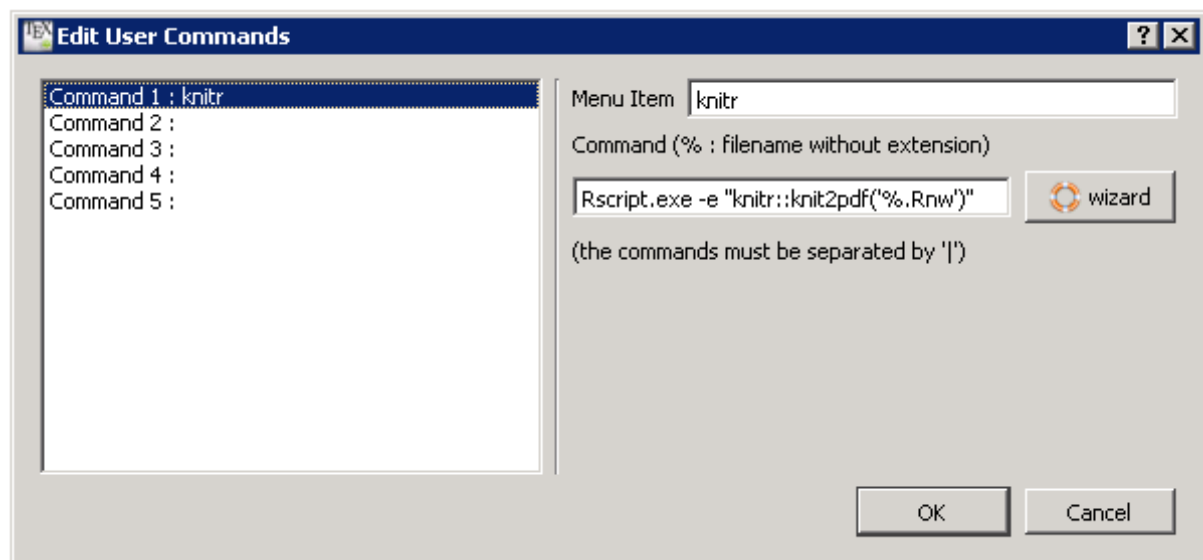 Edit User Commands
Command 1 : knitr
Command 2 :
Command 3 :
Command 4 :
Command 5 :
Menu Item knitr
Command (% : filename without extension)
Rscript.exe -e "knitr::knit2pdf('%.Rnw')" wizard
(the commands must be separated by '|')
OK Cancel